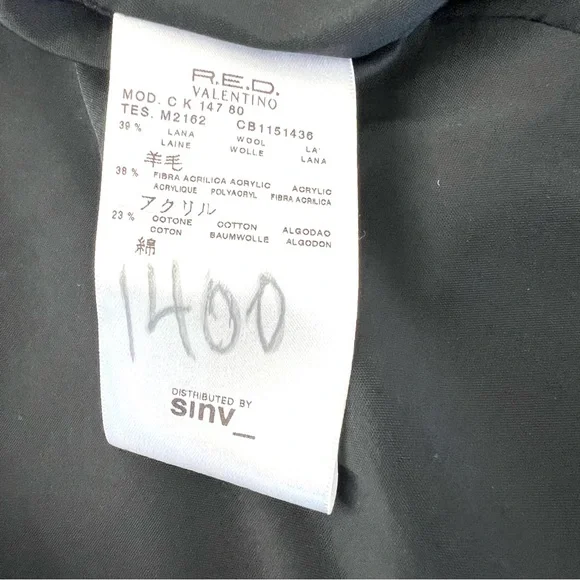 R.E.D.
VALENTINO
MOD. C K 147 80
TES. M2162 CB1151436
39 % LANA WOOL LA'
LAINE WOLLE LANA
羊毛
38 % FIBRA ACRILICA ACRYLIC ACRYLIC
ACRYLIQUE POLYACRYL FIBRA ACRILICA
アクリル
23 % COTONE COTTON ALGODAO
COTON BAUMWOLLE ALGODON
綿
1400
DISTRIBUTED BY
sinv_